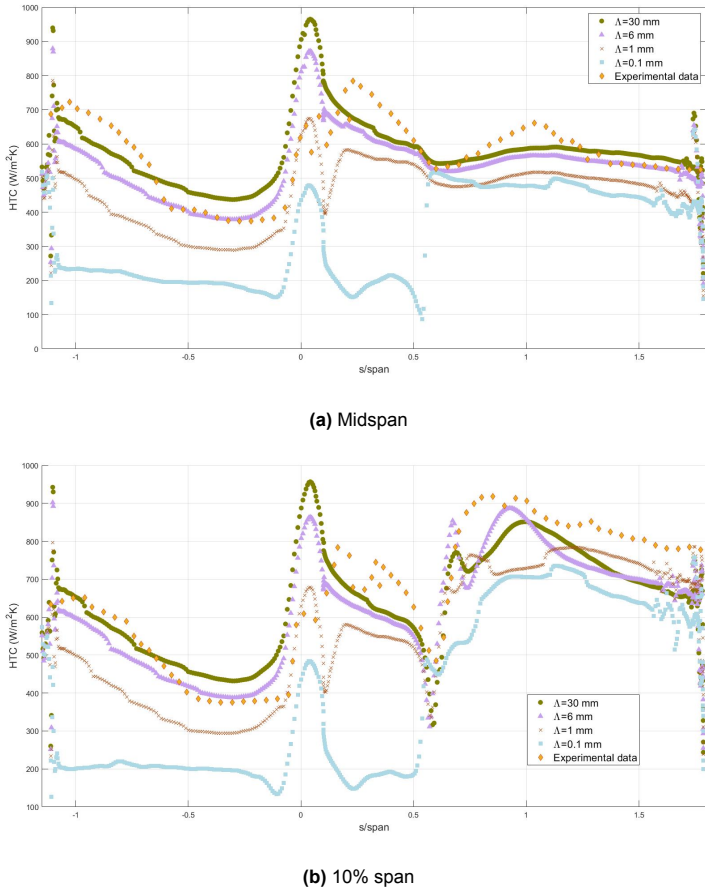 1000
900
800
700
600
500
400
300
200
100
0
HTC (W/m²K)
-1
-0.5
0
0.5
1
1.5
s/span
Λ=30 mm
Λ=6 mm
Λ=1 mm
Λ=0.1 mm
Experimental data
(a) Midspan
1000
900
800
700
600
500
400
300
200
100
HTC (W/m²K)
-1
-0.5
0
0.5
1
1.5
s/span
Λ=30 mm
Λ=6 mm
Λ=1 mm
Λ=0.1 mm
Experimental data
(b) 10% span